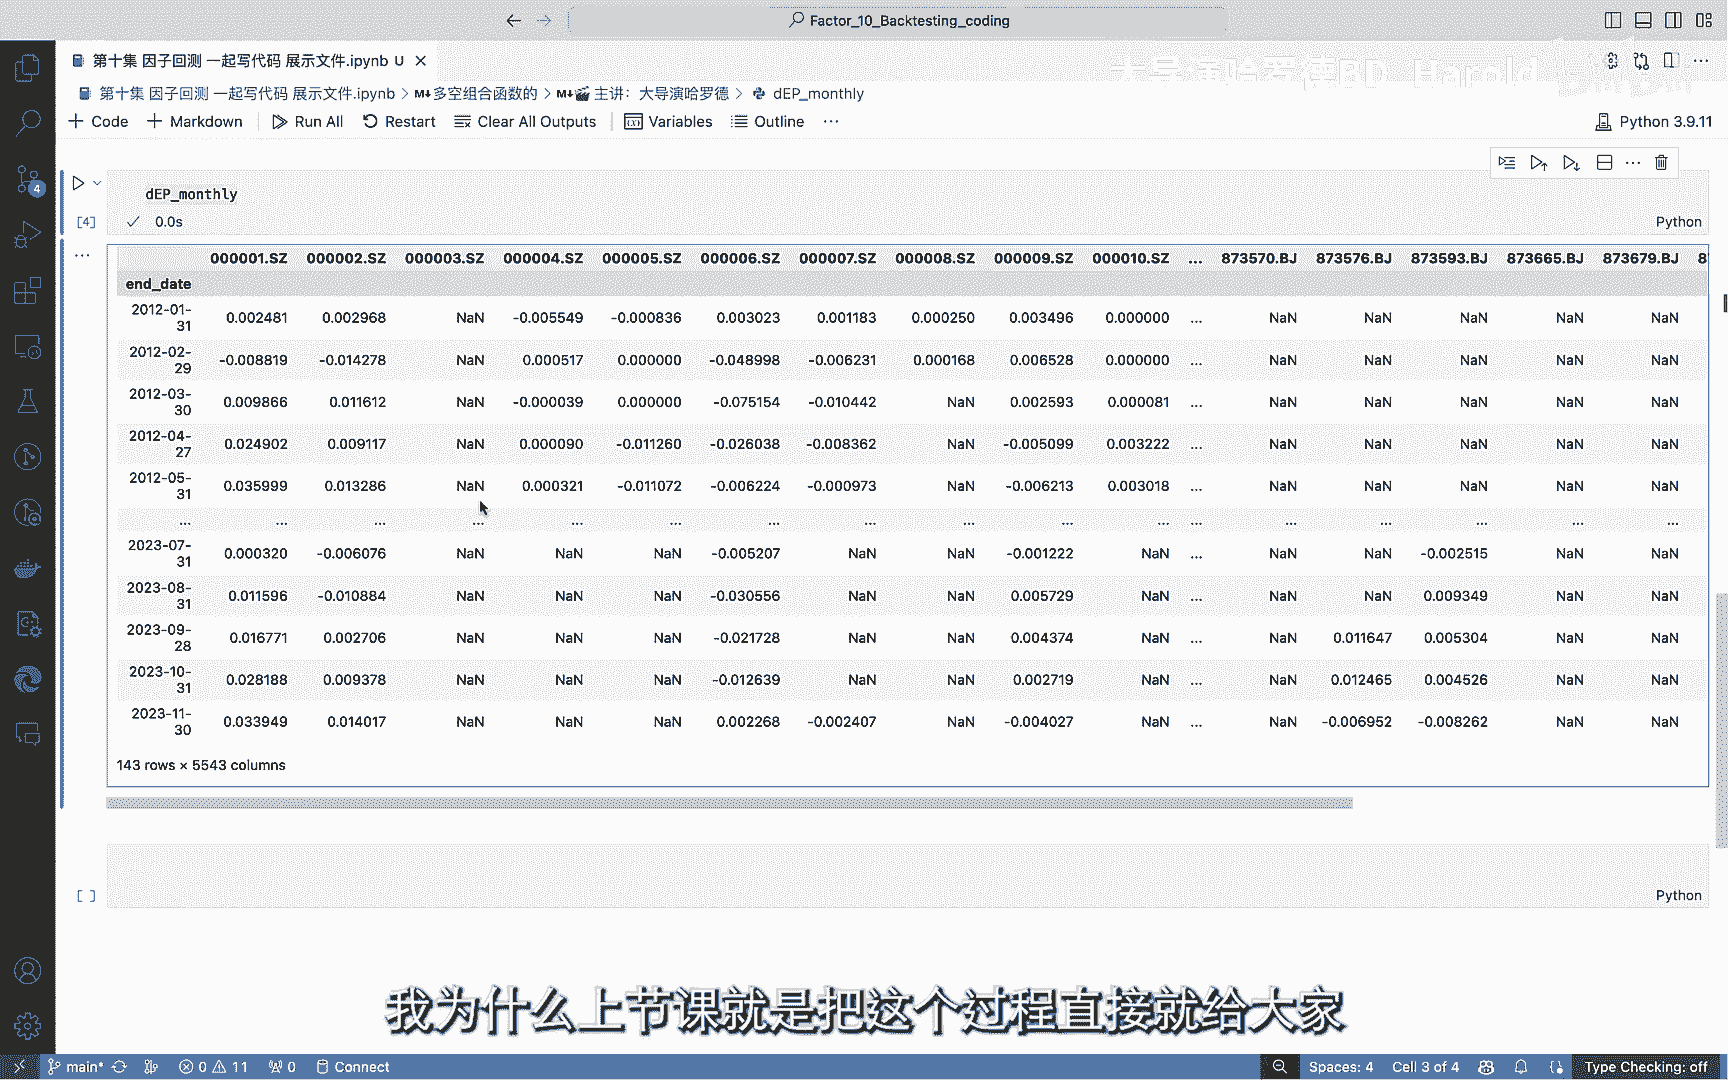 Factor_10_Backtesting_coding
第十集 因子回测 一起写代码 展示文件.ipynb U
大导演哈罗德BD_Harold
第十集 因子回测 一起写代码 展示文件.ipynb > M↓多空组合函数的 > M↓🎬 主讲：大导演哈罗德 > dEP_monthly
+ Code + Markdown Run All Restart Clear All Outputs Variables Outline ... Python 3.9.11
dEP_monthly
[4] 0.0s Python
000001.SZ 000002.SZ 000003.SZ 000004.SZ 000005.SZ 000006.SZ 000007.SZ 000008.SZ 000009.SZ 000010.SZ ... 873570.BJ 873576.BJ 873593.BJ 873665.BJ 873679.BJ 8
end_date
2012-01-31 0.002481 0.002968 NaN -0.005549 -0.000836 0.003023 0.001183 0.000250 0.003496 0.000000 ... NaN NaN NaN NaN NaN
2012-02-29 -0.008819 -0.014278 NaN 0.000517 0.000000 -0.048998 -0.006231 0.000168 0.006528 0.000000 ... NaN NaN NaN NaN NaN
2012-03-30 0.009866 0.011612 NaN -0.000039 0.000000 -0.075154 -0.010442 NaN 0.002593 0.000081 ... NaN NaN NaN NaN NaN
2012-04-27 0.024902 0.009117 NaN 0.000090 -0.011260 -0.026038 -0.008362 NaN -0.005099 0.003222 ... NaN NaN NaN NaN NaN
2012-05-31 0.035999 0.013286 NaN 0.000321 -0.011072 -0.006224 -0.000973 NaN -0.006213 0.003018 ... NaN NaN NaN NaN NaN
... ... ... ... ... ... ... ... ... ... ... ... ... ... ... ... ...
2023-07-31 0.000320 -0.006076 NaN NaN NaN -0.005207 NaN NaN -0.001222 NaN ... NaN NaN -0.002515 NaN NaN
2023-08-31 0.011596 -0.010884 NaN NaN NaN -0.030556 NaN NaN 0.005729 NaN ... NaN NaN 0.009349 NaN NaN
2023-09-28 0.016771 0.002706 NaN NaN NaN -0.021728 NaN NaN 0.004374 NaN ... NaN 0.011647 0.005304 NaN NaN
2023-10-31 0.028188 0.009378 NaN NaN NaN -0.012639 NaN NaN 0.002719 NaN ... NaN 0.012465 0.004526 NaN NaN
2023-11-30 0.033949 0.014017 NaN NaN NaN 0.002268 -0.002407 NaN -0.004027 NaN ... NaN -0.006952 -0.008262 NaN NaN
143 rows × 5543 columns
[ ] Python
我为什么上节课就是把这个过程直接就给大家
main* 0 11 0 Connect Spaces: 4 Cell 3 of 4 Type Checking: off
4